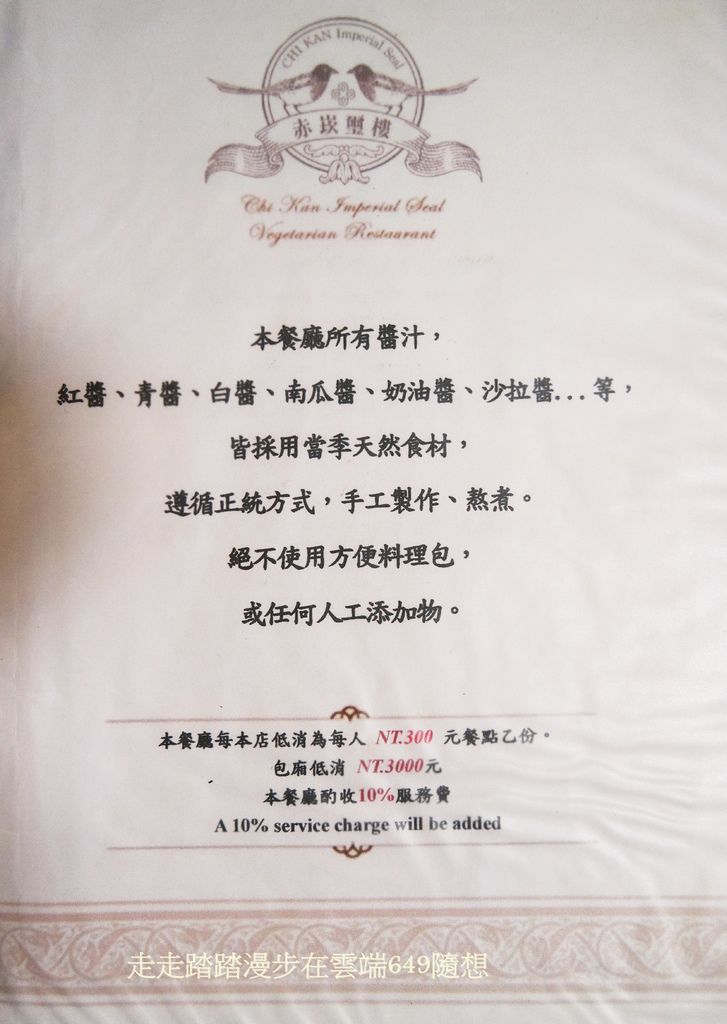 CHI KAN Imperial Seal
赤崁璽樓
Chi Kan Imperial Seal
Vegetarian Restaurant
本餐廳所有醬汁，
紅醬、青醬、白醬、南瓜醬、奶油醬、沙拉醬...等，
皆採用當季天然食材，
遵循正統方式，手工製作、熬煮。
絕不使用方便料理包，
或任何人工添加物。
本餐廳每本店低消為每人 NT.300 元餐點乙份。
包廂低消 NT.3000元
本餐廳酌收10%服務費
A 10% service charge will be added
走走踏踏漫步在雲端649隨想